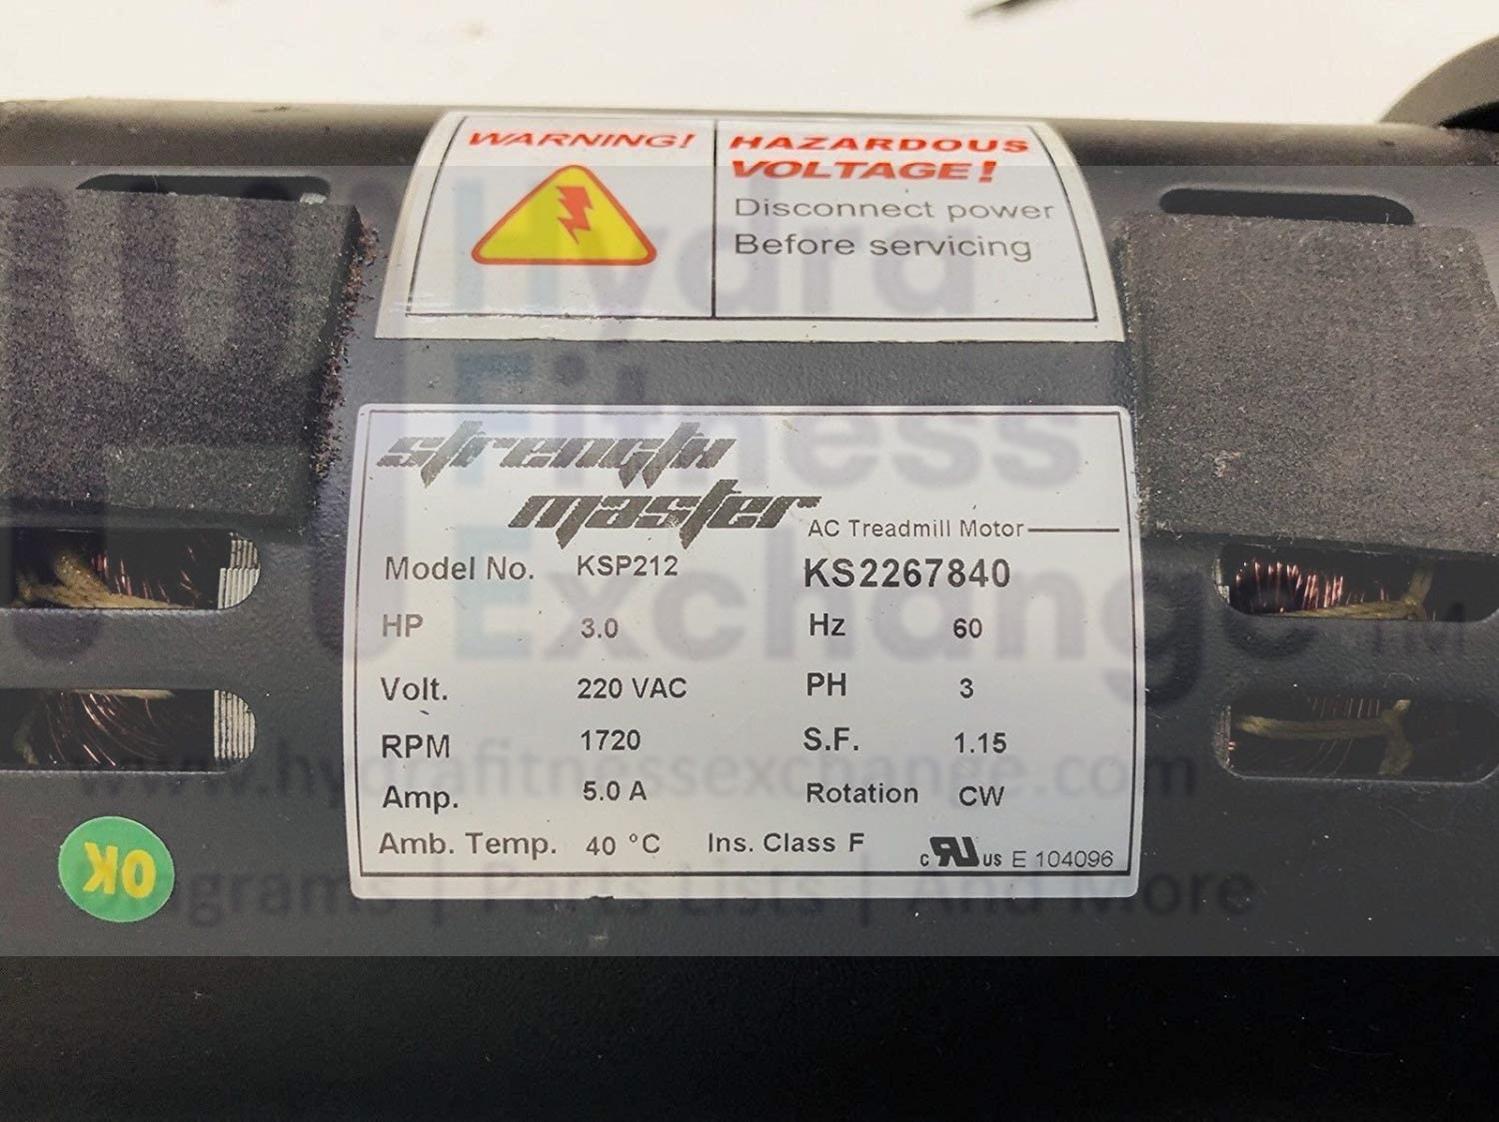 WARNING!
HAZARDOUS
VOLTAGE!
Disconnect power
Before servicing
Hydra
Fitness
Exchange TM
www.hydrafitnessexchange.com
Diagrams | Parts Lists | And More
strength
master
AC Treadmill Motor
Model No. KSP212 KS2267840
HP 3.0 Hz 60
Volt. 220 VAC PH 3
RPM 1720 S.F. 1.15
Amp. 5.0 A Rotation CW
Amb. Temp. 40 °C Ins. Class F c RU US E 104096
OK